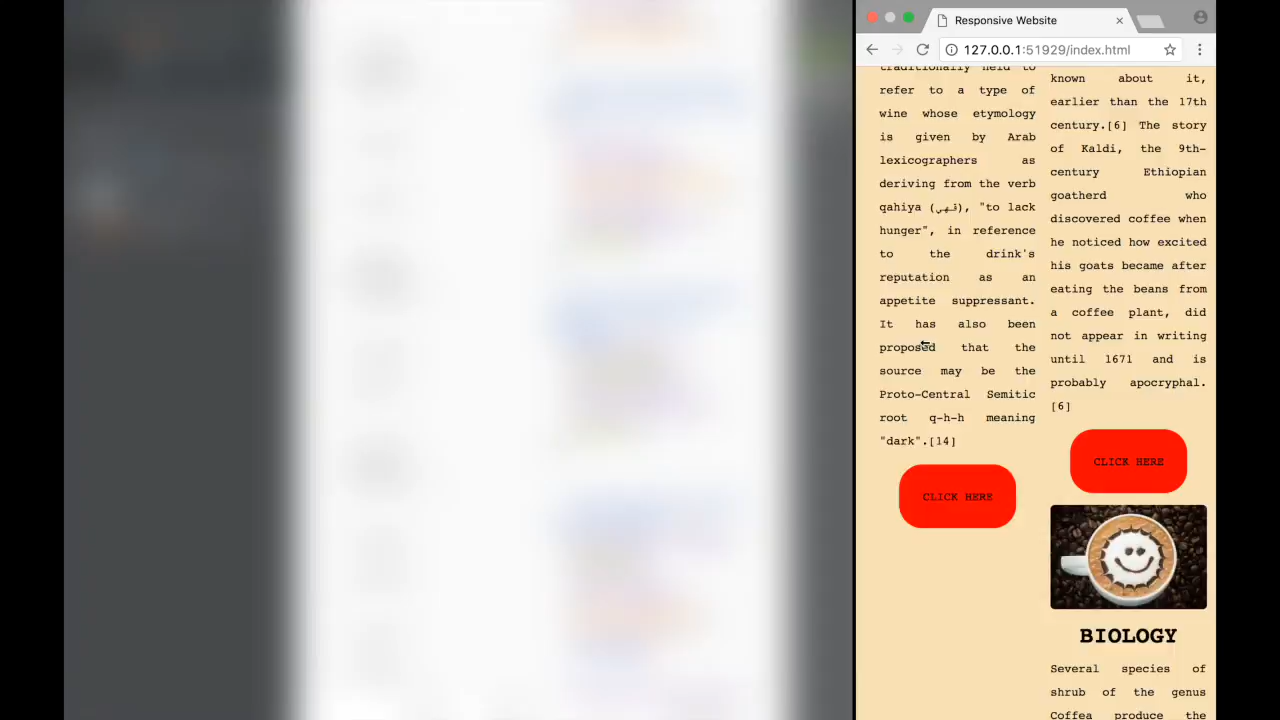 Responsive Website
127.0.0.1:51929/index.html
traditionally held to
refer to a type of
wine whose etymology
is given by Arab
lexicographers as
deriving from the verb
qahiya (قهي), "to lack
hunger", in reference
to the drink's
reputation as an
appetite suppressant.
It has also been
proposed that the
source may be the
Proto-Central Semitic
root q-h-h meaning
"dark".[14]
CLICK HERE
known about it,
earlier than the 17th
century.[6] The story
of Kaldi, the 9th-
century Ethiopian
goatherd who
discovered coffee when
he noticed how excited
his goats became after
eating the beans from
a coffee plant, did
not appear in writing
until 1671 and is
probably apocryphal.
[6]
CLICK HERE
BIOLOGY
Several species of
shrub of the genus
Coffea produce the